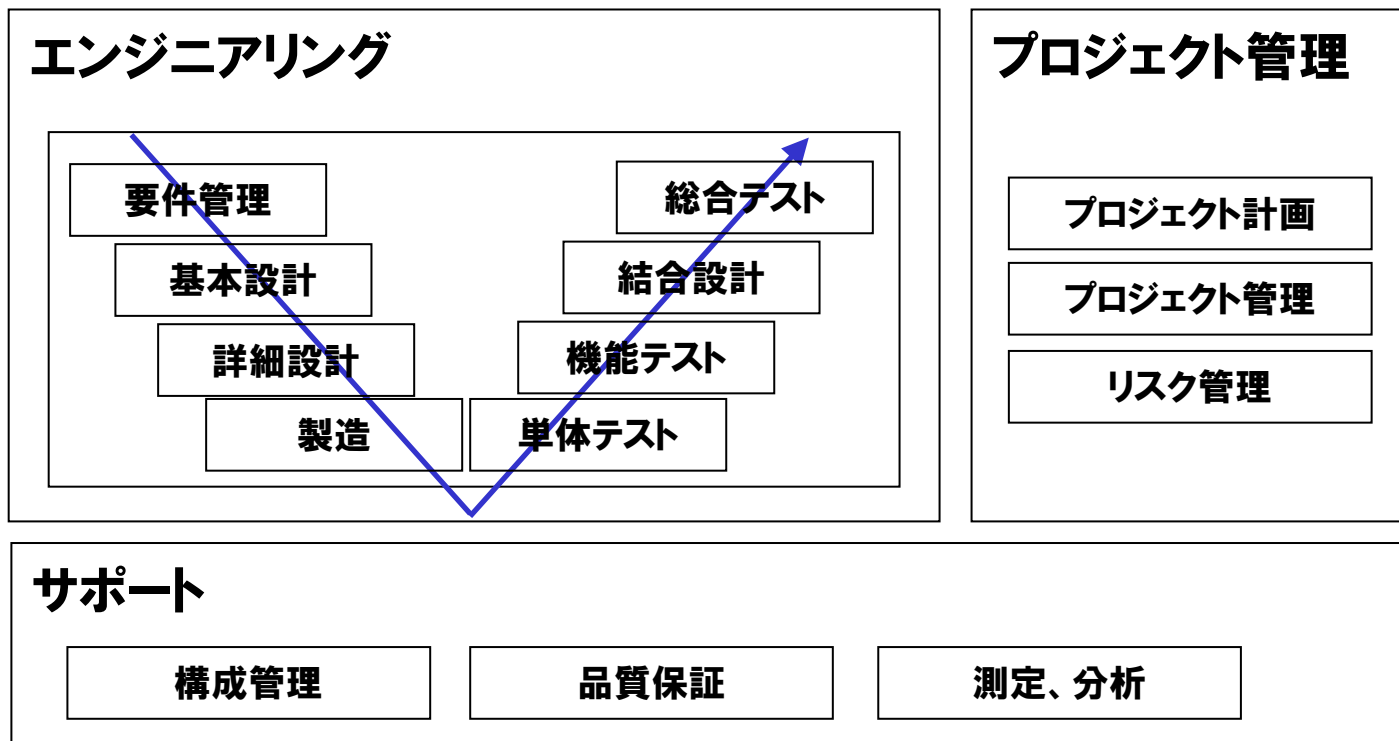 エンジニアリング
要件管理
基本設計
詳細設計
製造
単体テスト
機能テスト
結合設計
総合テスト
プロジェクト管理
プロジェクト計画
プロジェクト管理
リスク管理
サポート
構成管理
品質保証
測定、分析